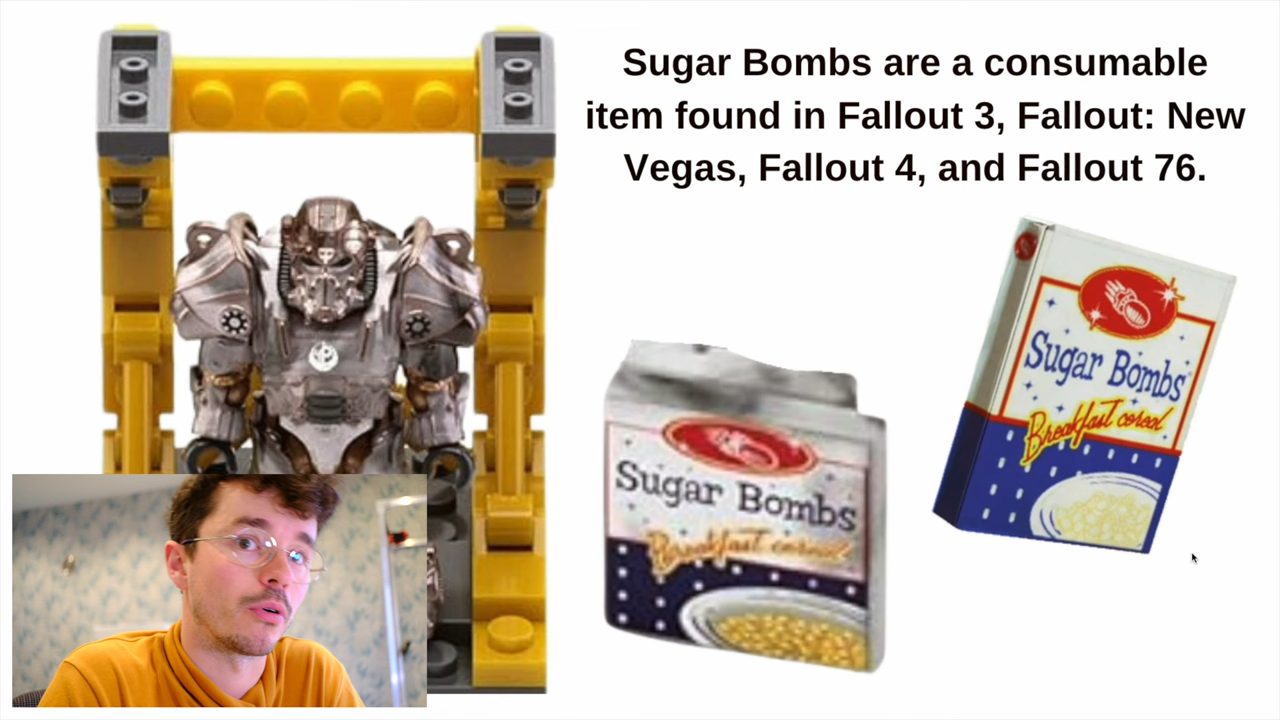 Sugar Bombs are a consumable
item found in Fallout 3, Fallout: New
Vegas, Fallout 4, and Fallout 76.
Sugar Bombs
Breakfast cereal
Sugar Bombs
Breakfast cereal